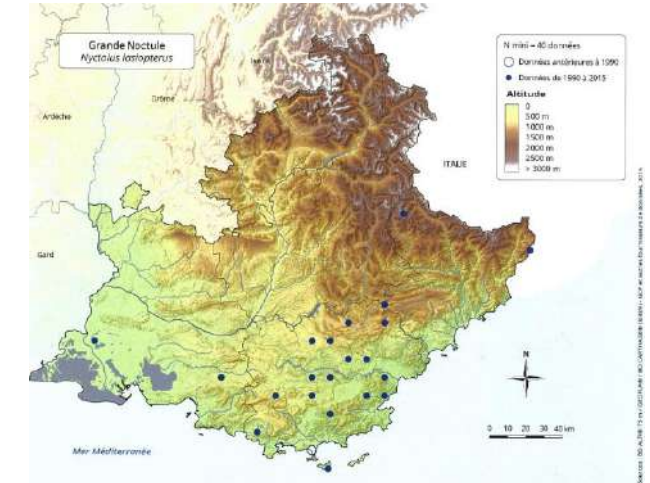 Grande Noctule
Nyctalus lasiopterus
N mini = 40 données
Données antérieures à 1990
Données de 1990 à 2015
Altitude
0
500 m
1000 m
1500 m
2000 m
2500 m
> 3000 m
Isère
Drôme
Ardèche
ITALIE
Gard
N
0 10 20 30 40 km
Mer Méditerranée